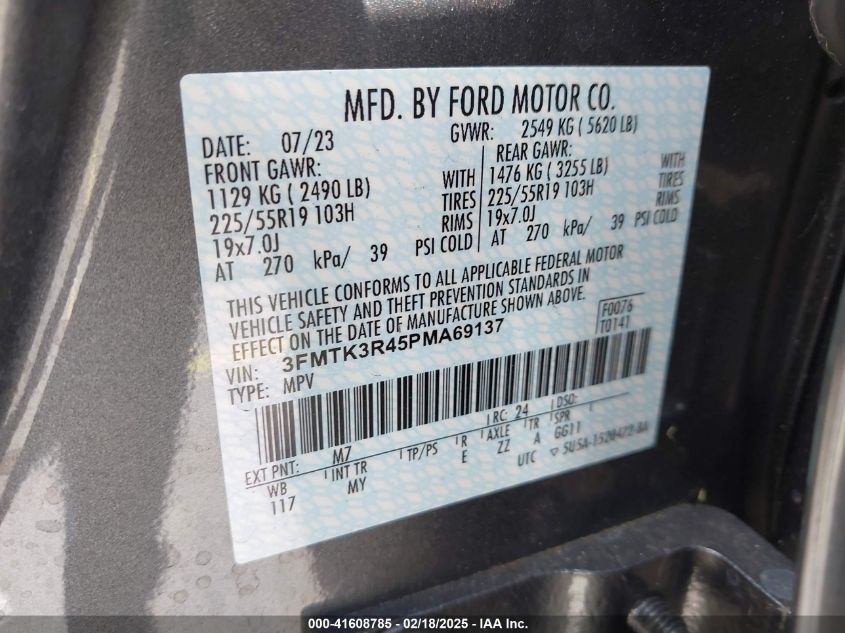 MFD. BY FORD MOTOR CO.
DATE: 07/23 GVWR: 2549 KG ( 5620 LB)
FRONT GAWR: REAR GAWR:
1129 KG ( 2490 LB) WITH 1476 KG ( 3255 LB) WITH
225/55R19 103H TIRES 225/55R19 103H TIRES
19x7.0J RIMS 19x7.0J RIMS
AT 270 kPa/ 39 PSI COLD AT 270 kPa/ 39 PSI COLD
THIS VEHICLE CONFORMS TO ALL APPLICABLE FEDERAL MOTOR
VEHICLE SAFETY AND THEFT PREVENTION STANDARDS IN
EFFECT ON THE DATE OF MANUFACTURE SHOWN ABOVE.
F0076
VIN: 3FMTK3R45PMA69137 T0141
TYPE: MPV
RC: 24 DSO:
EXT PNT: M7
WB INT TR TP/PS R AXLE TR SPR
117 MY E ZZ A GG11
UTC 5U5A-1520472-BA
000-41608785 - 02/18/2025 - IAA, Inc.